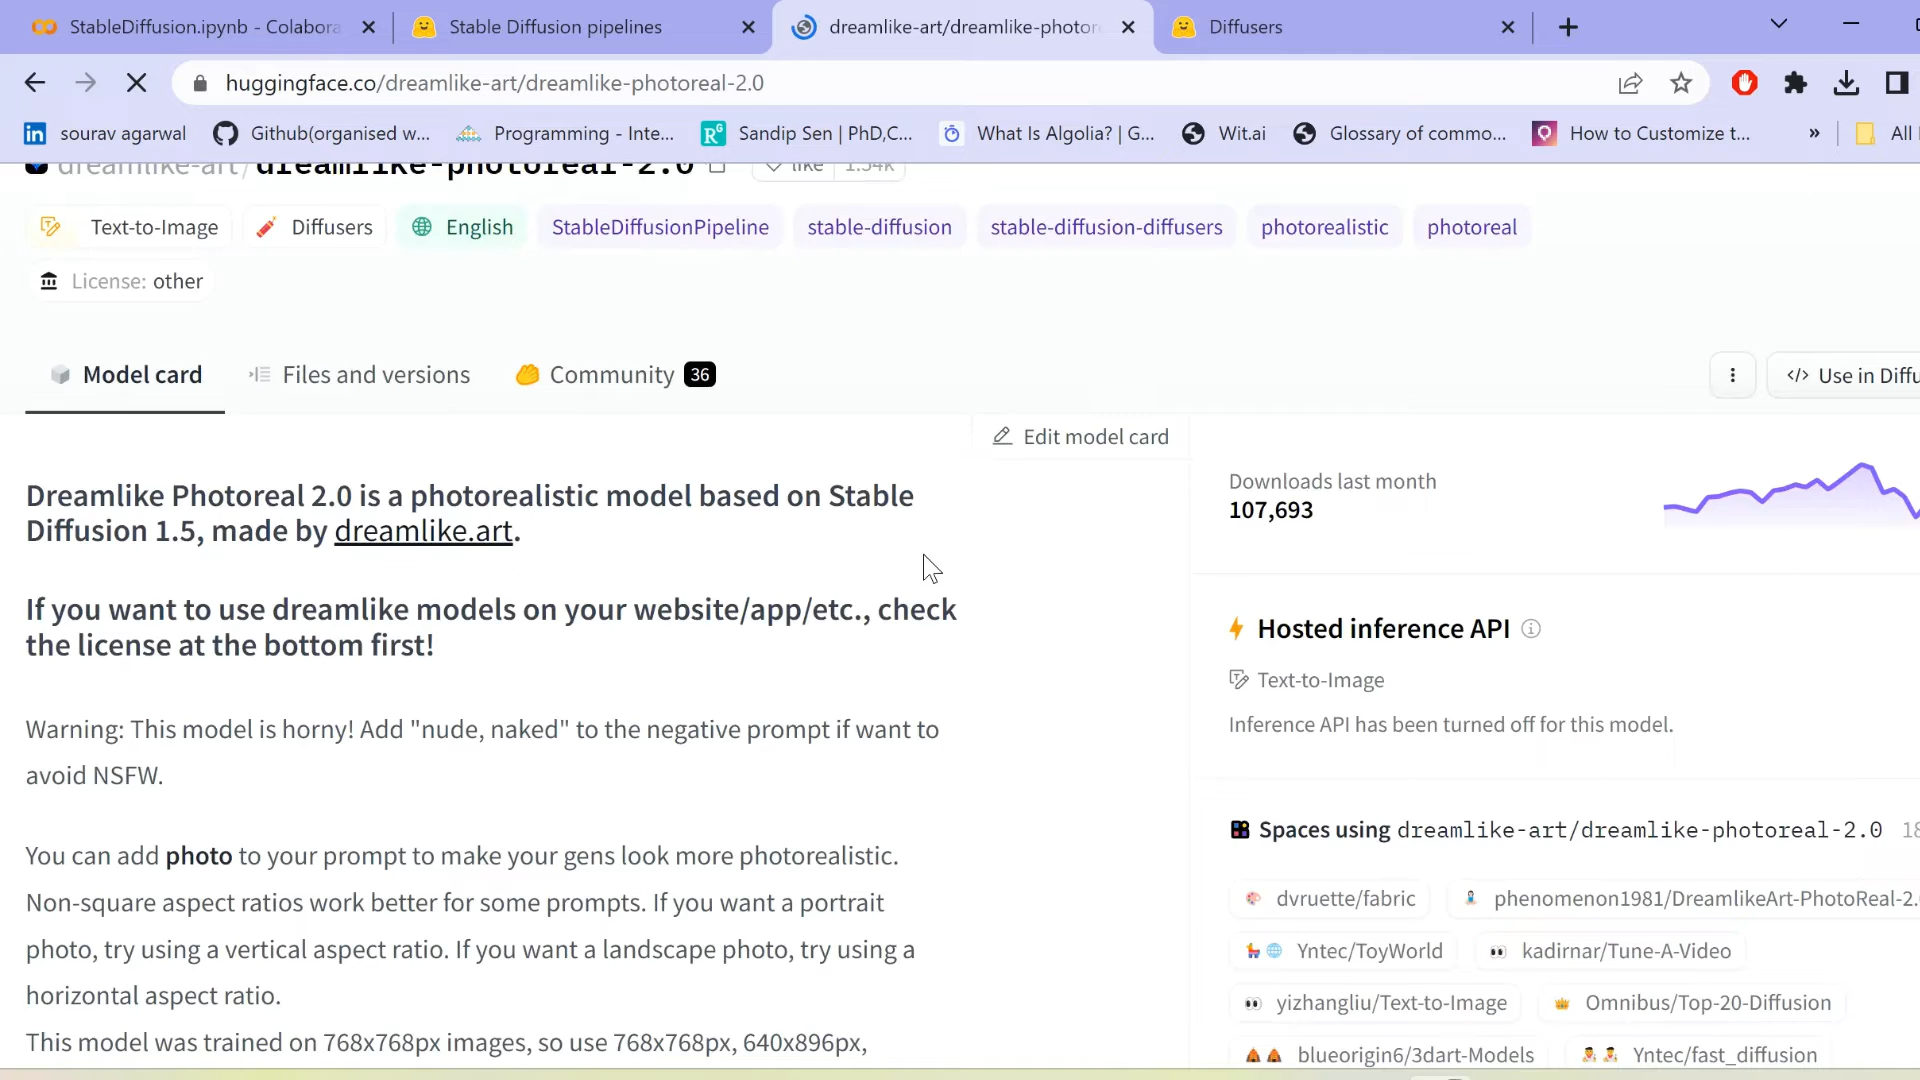 StableDiffusion.ipynb - Colabora
Stable Diffusion pipelines
dreamlike-art/dreamlike-photor
Diffusers
huggingface.co/dreamlike-art/dreamlike-photoreal-2.0
sourav agarwal
Github(organised w...
Programming - Inte...
Sandip Sen | PhD,C...
What Is Algolia? | G...
Wit.ai
Glossary of commo...
How to Customize t...
»
All
dreamlike-art/dreamlike-photoreal-2.0
like 1.54k
Text-to-Image
Diffusers
English
StableDiffusionPipeline
stable-diffusion
stable-diffusion-diffusers
photorealistic
photoreal
License: other
Model card
Files and versions
Community 36
</> Use in Diffu
Edit model card
Dreamlike Photoreal 2.0 is a photorealistic model based on Stable
Diffusion 1.5, made by dreamlike.art.
If you want to use dreamlike models on your website/app/etc., check
the license at the bottom first!
Warning: This model is horny! Add "nude, naked" to the negative prompt if want to
avoid NSFW.
You can add photo to your prompt to make your gens look more photorealistic.
Non-square aspect ratios work better for some prompts. If you want a portrait
photo, try using a vertical aspect ratio. If you want a landscape photo, try using a
horizontal aspect ratio.
This model was trained on 768x768px images, so use 768x768px, 640x896px,
Downloads last month
107,693
Hosted inference API
Text-to-Image
Inference API has been turned off for this model.
Spaces using dreamlike-art/dreamlike-photoreal-2.0 18
dvruette/fabric
phenomenon1981/DreamlikeArt-PhotoReal-2.
Yntec/ToyWorld
kadirnar/Tune-A-Video
yizhangliu/Text-to-Image
Omnibus/Top-20-Diffusion
blueorigin6/3dart-Models
Yntec/fast_diffusion